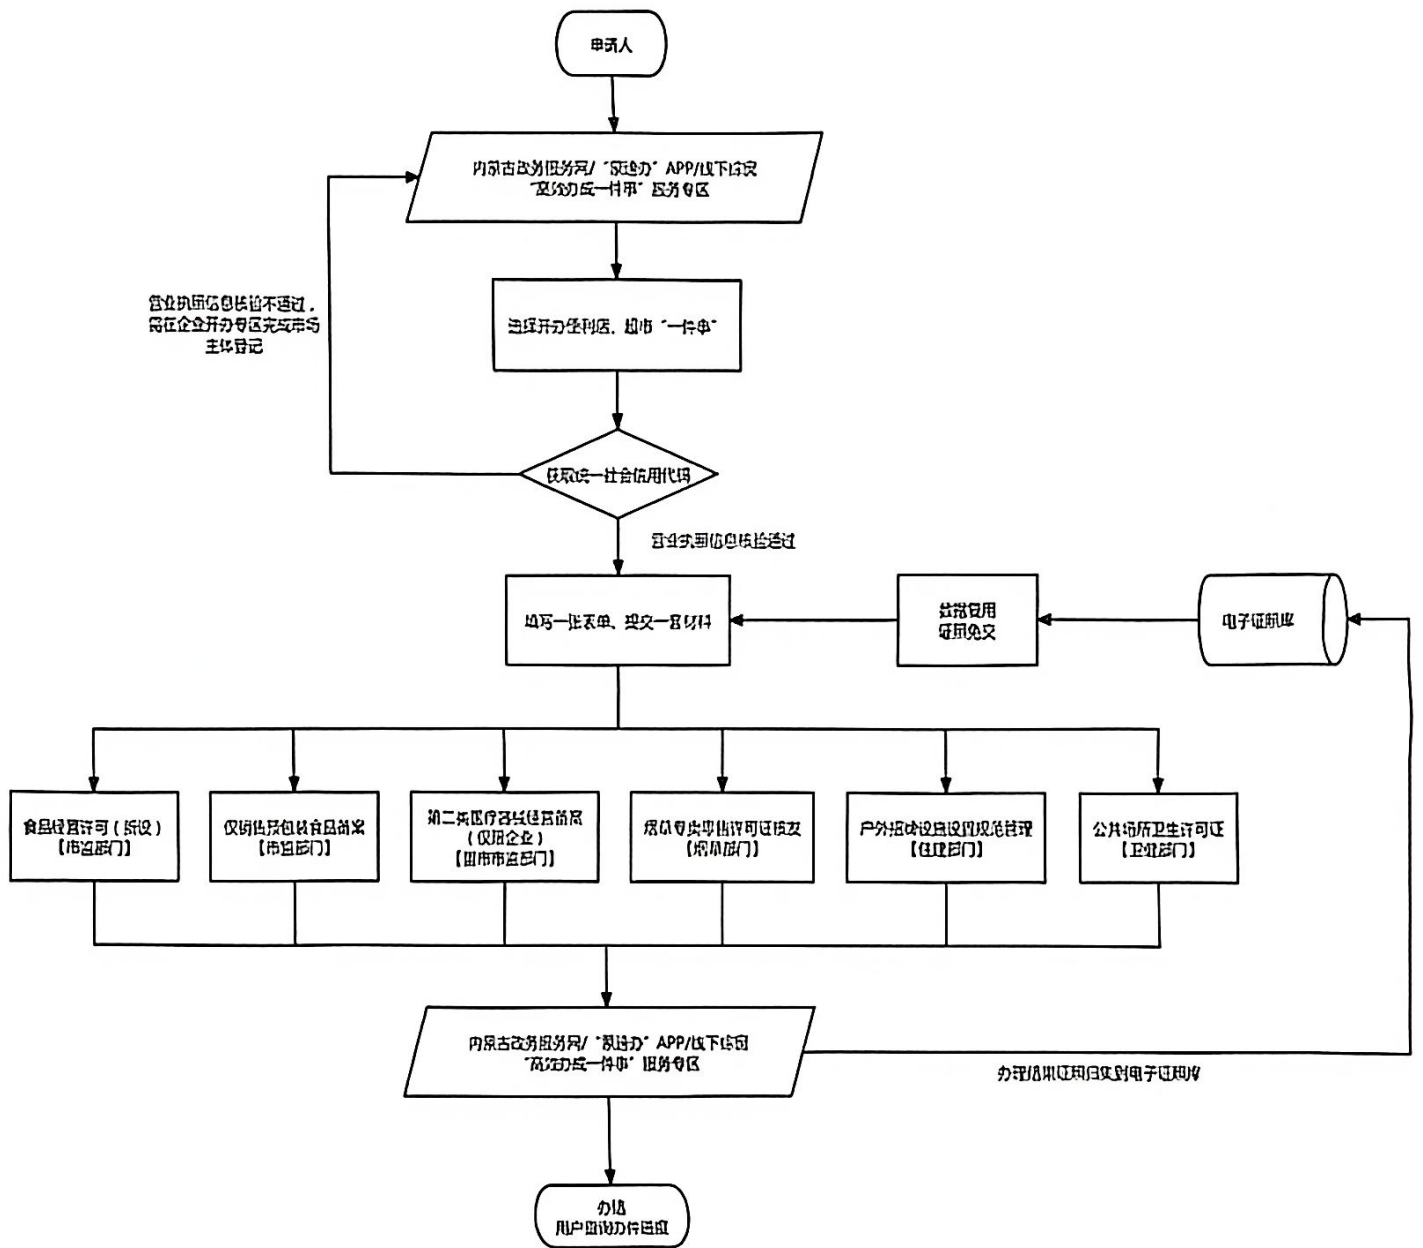 申请人
内蒙古政务服务网/ “蒙速办” APP/线下综窗
“高效办成一件事” 服务专区
选择开办便利店、超市 “一件事”
营业执照信息核验不通过，
需在企业开办专区完成市场
主体登记
获取统一社会信用代码
营业执照信息核验通过
填写一张表单、提交一套材料
数据复用
证照免交
电子证照库
食品经营许可（新设）
【市监部门】
仅销售预包装食品备案
【市监部门】
第二类医疗器械经营备案
（仅限企业）
【盟市市监部门】
烟草专卖零售许可证核发
【烟草部门】
户外招牌设施设置规范管理
【住建部门】
公共场所卫生许可证
【卫健部门】
内蒙古政务服务网/ “蒙速办” APP/线下综窗
“高效办成一件事” 服务专区
办理结果证照归集到电子证照库
办结
用户查询办件进度